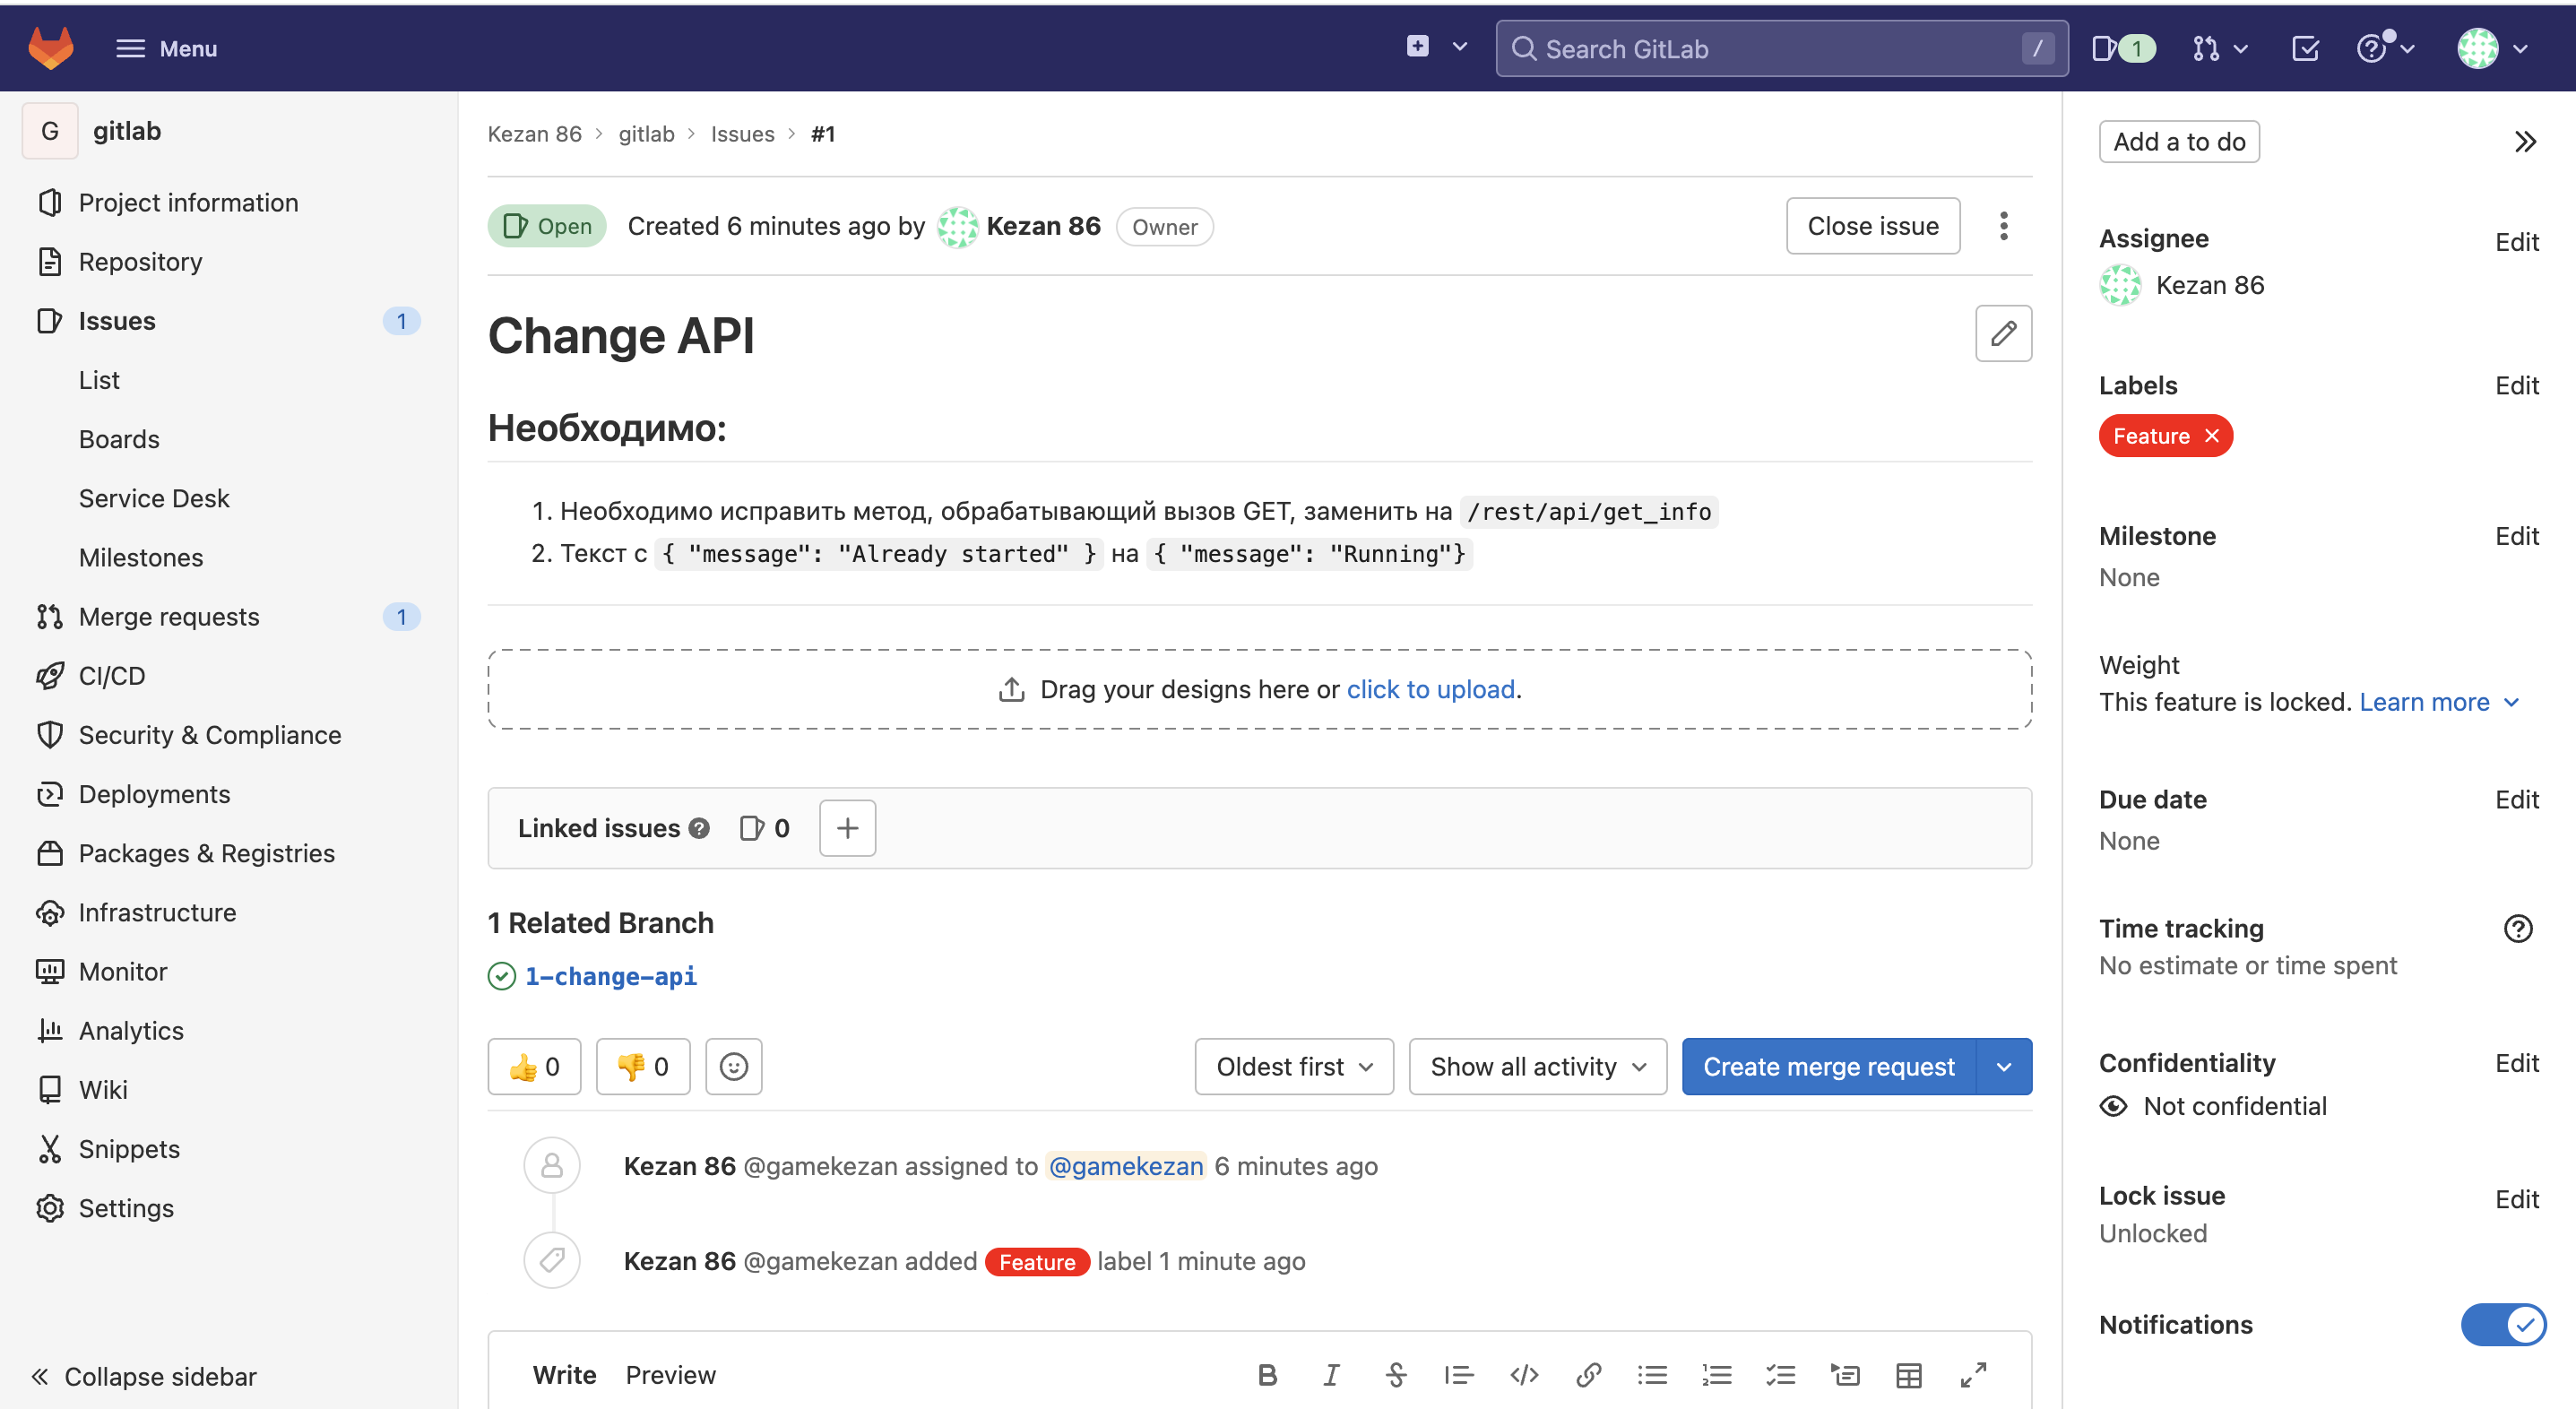 Menu
Search GitLab
/
1
G
gitlab
Project information
Repository
Issues
1
List
Boards
Service Desk
Milestones
Merge requests
1
CI/CD
Security & Compliance
Deployments
Packages & Registries
Infrastructure
Monitor
Analytics
Wiki
Snippets
Settings
Collapse sidebar
Kezan 86 > gitlab > Issues > #1
Open
Created 6 minutes ago by Kezan 86 Owner
Close issue
Change API
Необходимо:
1. Необходимо исправить метод, обрабатывающий вызов GET, заменить на /rest/api/get_info
2. Текст с { "message": "Already started" } на { "message": "Running"}
Drag your designs here or click to upload.
Linked issues ? 0
1 Related Branch
1-change-api
👍 0
👎 0
Oldest first
Show all activity
Create merge request
Kezan 86 @gamekezan assigned to @gamekezan 6 minutes ago
Kezan 86 @gamekezan added Feature label 1 minute ago
Write
Preview
Add a to do
Assignee
Edit
Kezan 86
Labels
Edit
Feature
Milestone
Edit
None
Weight
This feature is locked. Learn more
Due date
Edit
None
Time tracking
No estimate or time spent
Confidentiality
Edit
Not confidential
Lock issue
Edit
Unlocked
Notifications